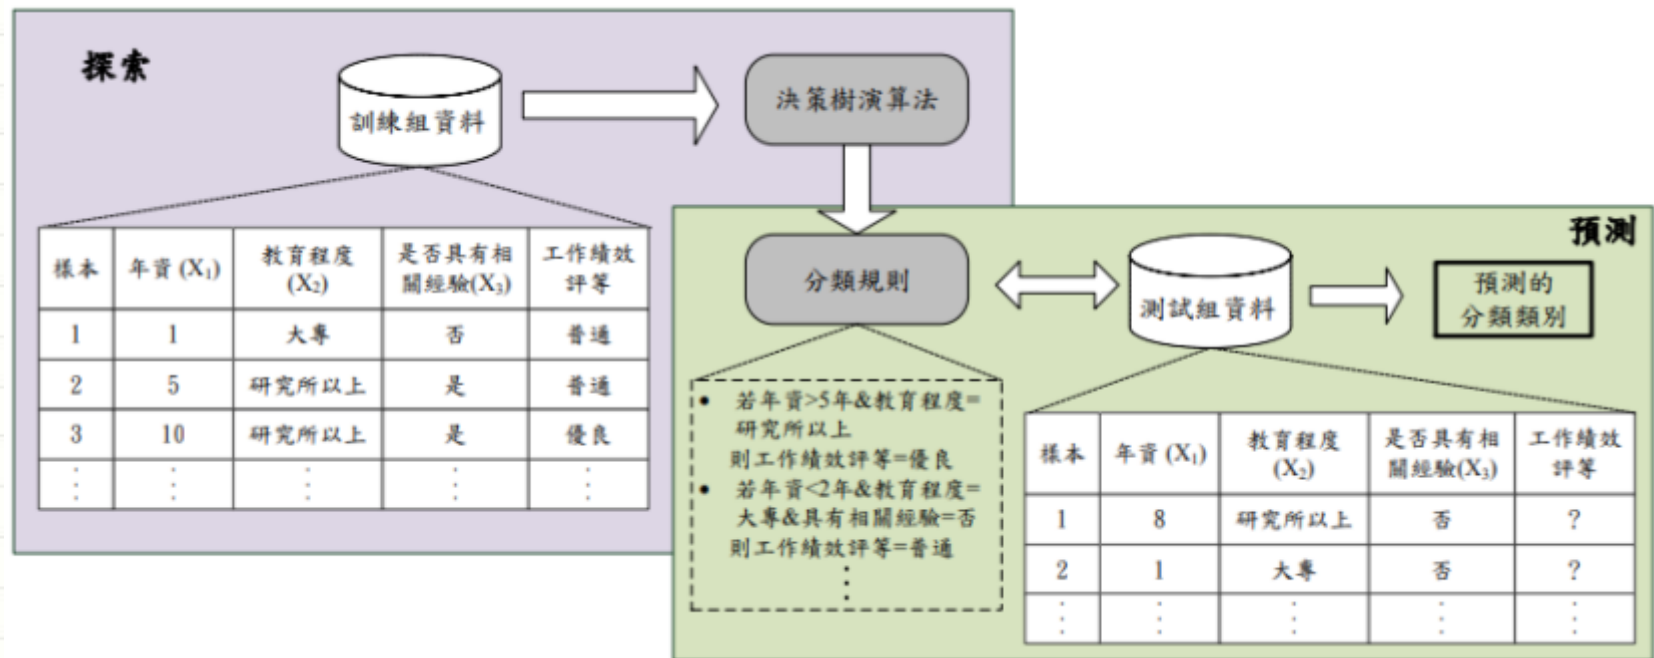 探索
訓練組資料
決策樹演算法
樣本 年資 (X₁) 教育程度 (X₂) 是否具有相關經驗(X₃) 工作績效評等
1 1 大專 否 普通
2 5 研究所以上 是 普通
3 10 研究所以上 是 優良
⋮ ⋮ ⋮ ⋮ ⋮
預測
分類規則
測試組資料
預測的
分類類別
• 若年資>5年&教育程度=
研究所以上
則工作績效評等=優良
• 若年資<2年&教育程度=
大專&具有相關經驗=否
則工作績效評等=普通
⋮
樣本 年資 (X₁) 教育程度 (X₂) 是否具有相關經驗(X₃) 工作績效評等
1 8 研究所以上 否 ?
2 1 大專 否 ?
⋮ ⋮ ⋮ ⋮ ⋮